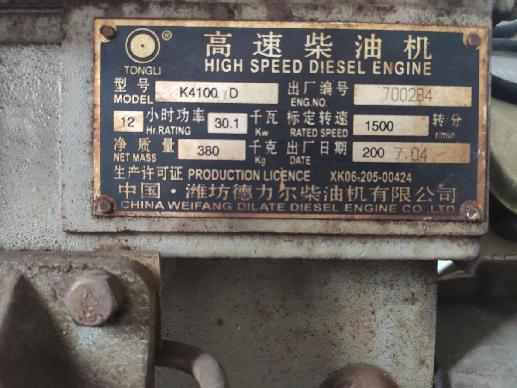 TONGLI ®
高速柴油机
HIGH SPEED DIESEL ENGINE
型号 K4100 D 出厂编号 700284
MODEL ENG.NO.
12 小时功率 30.1 千瓦 标定转速 1500 转/分
Hr.RATING Kw RATED SPEED r/min
净质量 380 千克 出厂日期 200 7.04
NET MASS Kg DATE
生产许可证 PRODUCTION LICENCE XK06-205-00424
中国·潍坊德力尔柴油机有限公司
CHINA WEIFANG DILATE DIESEL ENGINE CO.,LTD